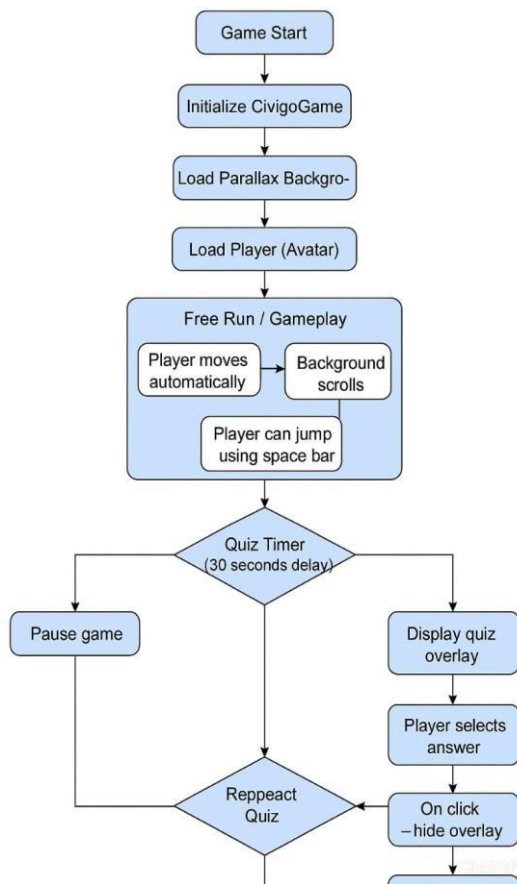 Game Start
Initialize CivigoGame
Load Parallax Backgro-
Load Player (Avatar)
Free Run / Gameplay
Player moves
automatically
Background
scrolls
Player can jump
using space bar
Quiz Timer
(30 seconds delay)
Pause game
Display quiz
overlay
Player selects
answer
Reppeact
Quiz
On click
–hide overlay